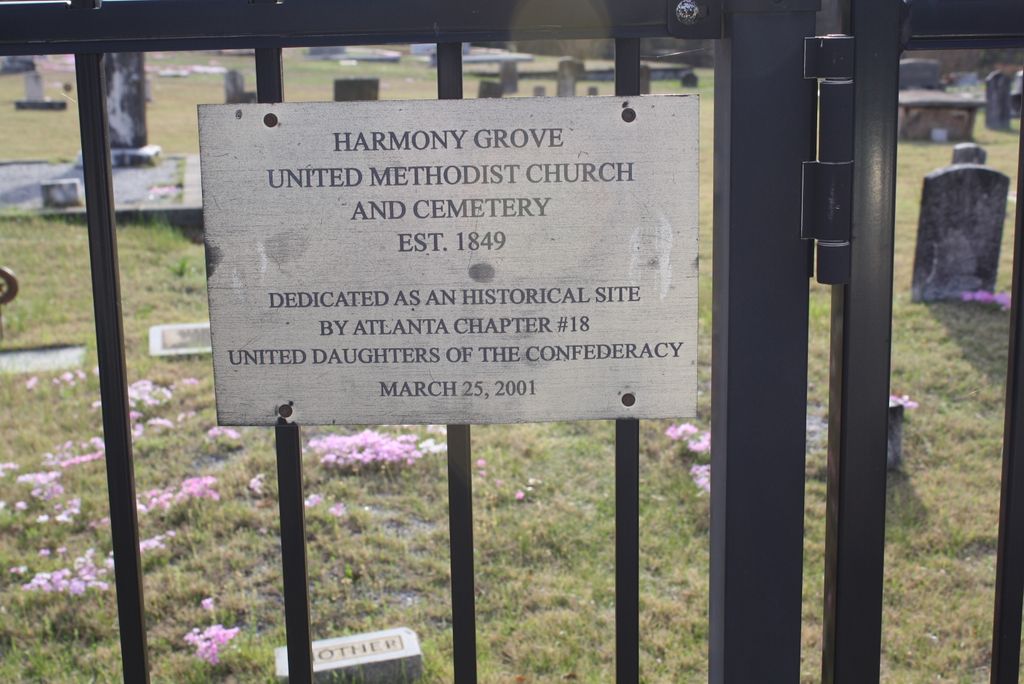 HARMONY GROVE
UNITED METHODIST CHURCH
AND CEMETERY
EST. 1849
DEDICATED AS AN HISTORICAL SITE
BY ATLANTA CHAPTER #18
UNITED DAUGHTERS OF THE CONFEDERACY
MARCH 25, 2001
OTHER